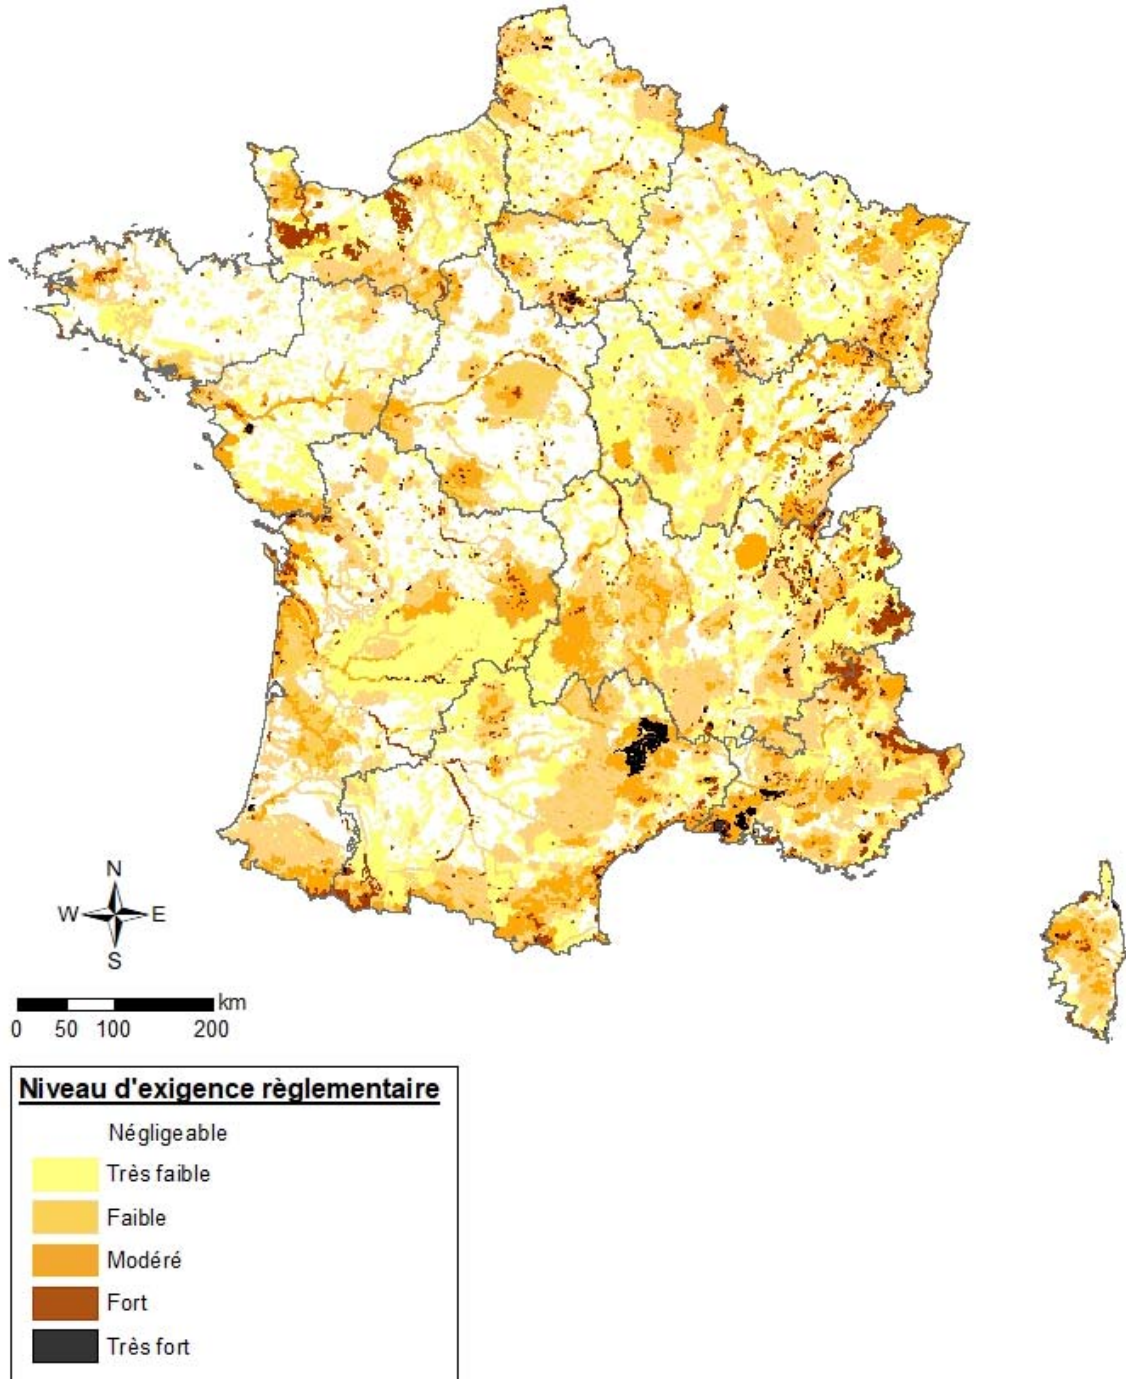 N
W E
S
km
0 50 100 200
Niveau d'exigence règlementaire
Négligeable
Très faible
Faible
Modéré
Fort
Très fort